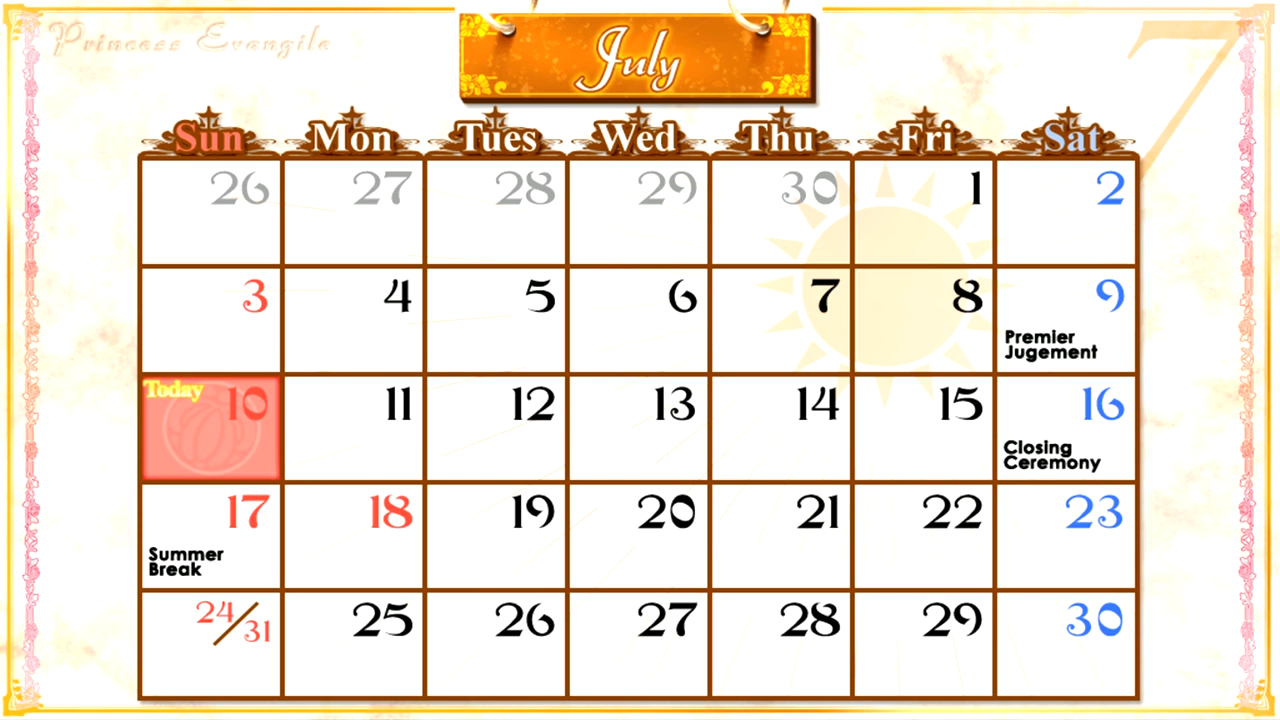 Princess Evangile
July
7
Sun Mon Tues Wed Thu Fri Sat
26 27 28 29 30 1 2
3 4 5 6 7 8 9
Premier
Jugement
Today
10 11 12 13 14 15 16
Closing
Ceremony
17 18 19 20 21 22 23
Summer
Break
24/31 25 26 27 28 29 30